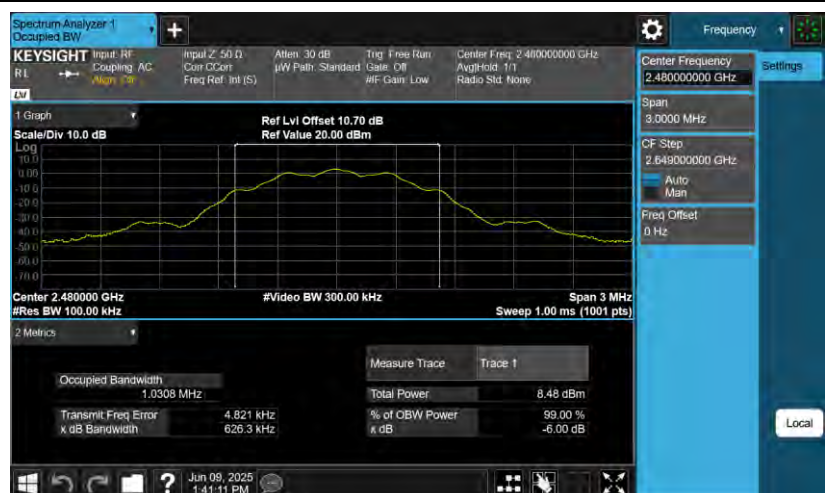 Spectrum Analyzer 1
Occupied BW
Frequency
KEYSIGHT
Input: RF
Coupling: AC
Align: Off
Input Z: 50 Ω
Corr CCorr
Freq Ref: Int (S)
Atten: 30 dB
µW Path: Standard
Trig: Free Run
Gate: Off
#IF Gain: Low
Center Freq: 2.480000000 GHz
Avg|Hold: 1/1
Radio Std: None
R L
LXI
Center Frequency
2.480000000 GHz
Settings
Span
3.0000 MHz
CF Step
2.649000000 GHz
Auto
Man
Freq Offset
0 Hz
1 Graph
Scale/Div 10.0 dB
Ref Lvl Offset 10.70 dB
Ref Value 20.00 dBm
Log
10.0
0.00
-10.0
-20.0
-30.0
-40.0
-50.0
-60.0
-70.0
Center 2.480000 GHz
#Video BW 300.00 kHz
Span 3 MHz
#Res BW 100.00 kHz
Sweep 1.00 ms (1001 pts)
2 Metrics
Measure Trace
Trace 1
Occupied Bandwidth
1.0308 MHz
Total Power
8.48 dBm
Transmit Freq Error
4.821 kHz
% of OBW Power
99.00 %
x dB Bandwidth
626.3 kHz
x dB
-6.00 dB
Local
?
Jun 09, 2025
1:41:11 PM